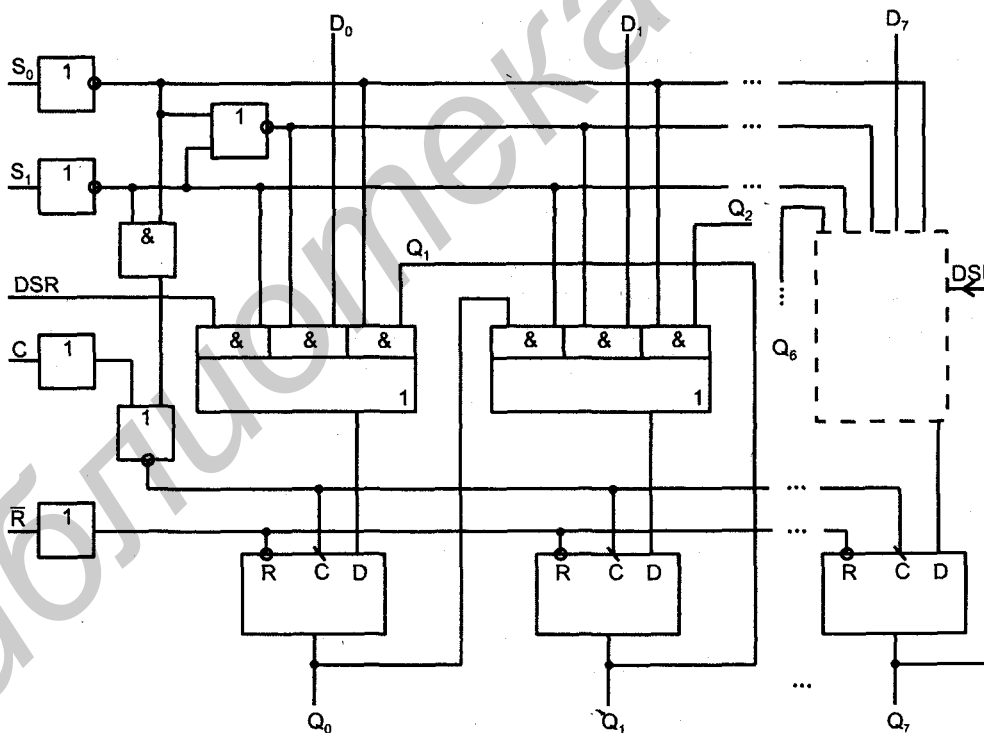 D₀ D₁ D₇
S₀ 1 ...
1 ...
S₁ 1 ...
& Q₂
Q₁
DSR ...
& & & & & &
C 1 Q₆
1 1
1
...
R̅ 1 ...
R C D R C D R C D
...
Q₀ Q₁ Q₇
библиотека